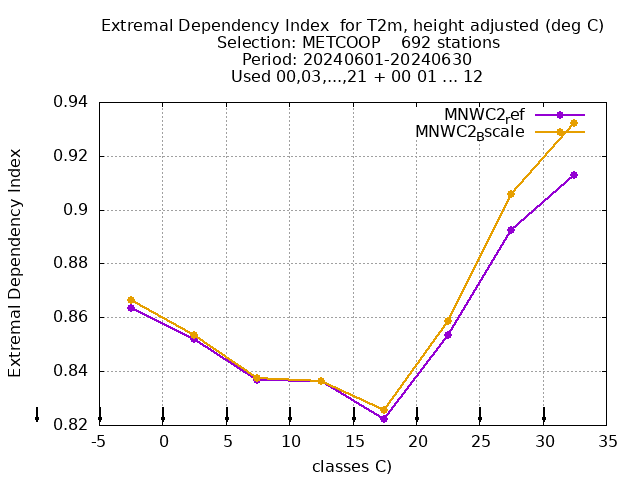 Extremal Dependency Index  for T2m, height adjusted (deg C)
Selection: METCOOP    692 stations
Period: 20240601-20240630
Used 00,03,...,21 + 00 01 ... 12
MNWC2ref
MNWC2Bscale
0.94
0.92
0.9
0.88
0.86
0.84
0.82
Extremal Dependency Index
-5 0 5 10 15 20 25 30 35
classes C)